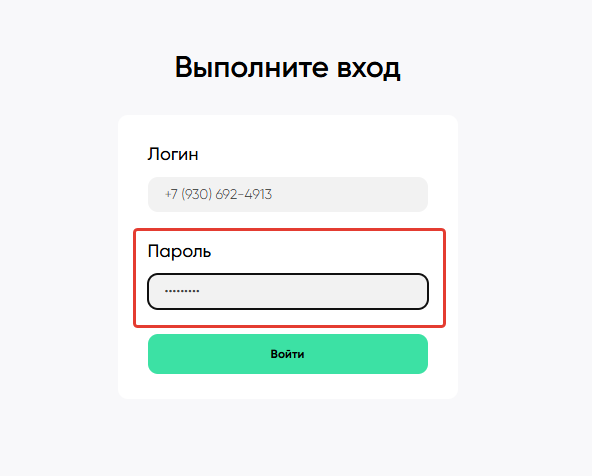 Выполните вход
Логин
+7 (930) 692-4913
Пароль
•••••••••
Войти